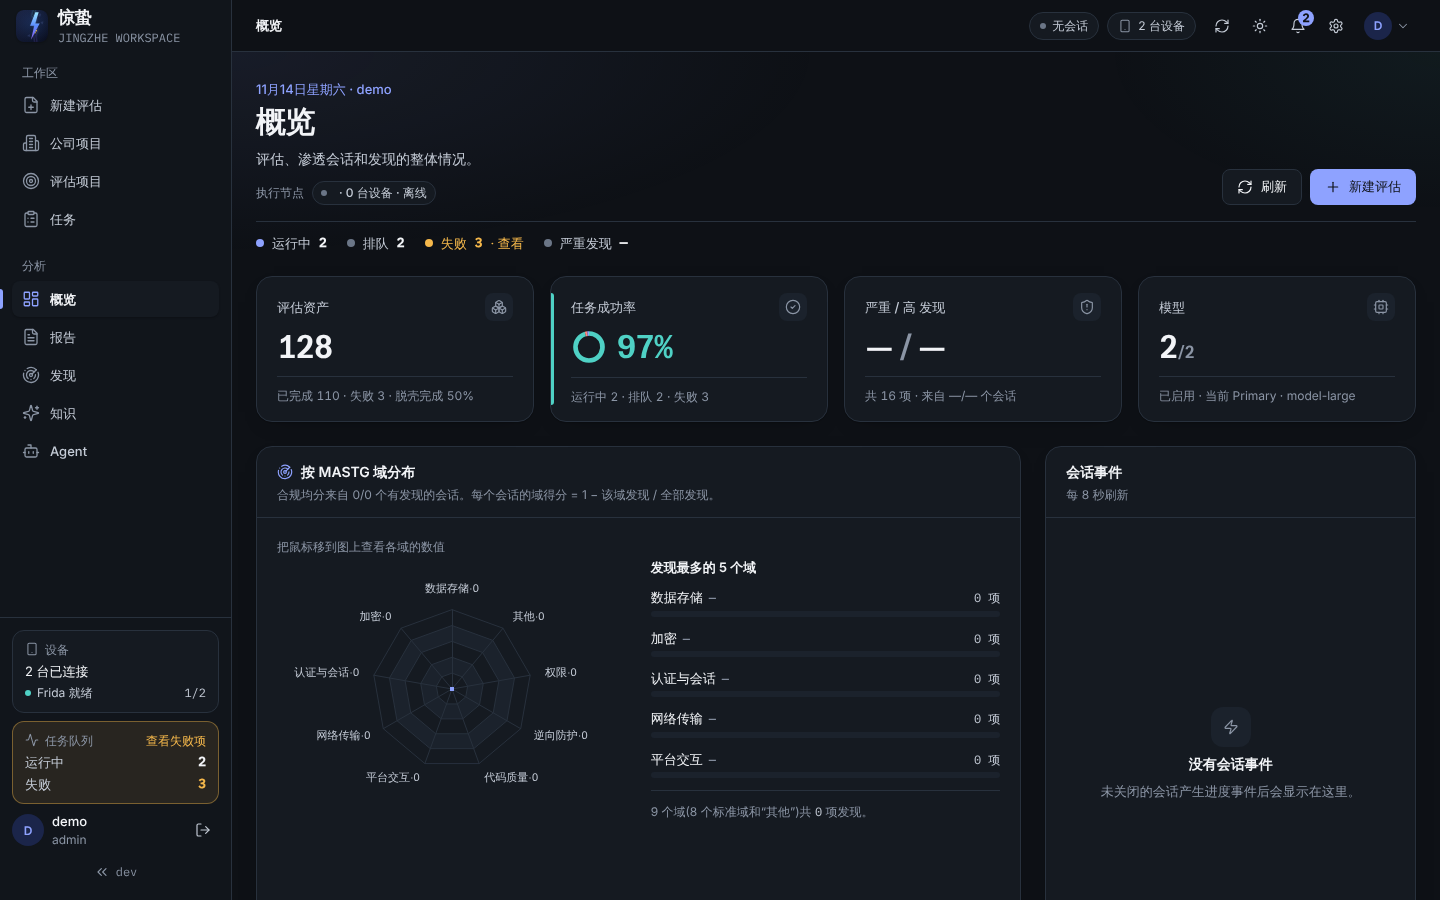 惊蛰
JINGZHE WORKSPACE
工作区
新建评估
公司项目
评估项目
任务
分析
概览
报告
发现
知识
Agent
设备
2 台已连接
Frida 就绪 1/2
任务队列 查看失败项
运行中 2
失败 3
D demo
admin
dev
概览
无会话
2 台设备
2
D
11月14日星期六 · demo
概览
评估、渗透会话和发现的整体情况。
执行节点 · 0 台设备 · 离线
刷新
新建评估
运行中 2 排队 2 失败 3 · 查看 严重发现 —
评估资产
128
已完成 110 · 失败 3 · 脱壳完成 50%
任务成功率
97%
运行中 2 · 排队 2 · 失败 3
严重 / 高 发现
— / —
共 16 项 · 来自 —/— 个会话
模型
2/2
已启用 · 当前 Primary · model-large
按 MASTG 域分布
合规均分来自 0/0 个有发现的会话。每个会话的域得分 = 1 − 该域发现 / 全部发现。
把鼠标移到图上查看各域的数值
数据存储·0
加密·0
其他·0
认证与会话·0
权限·0
网络传输·0
逆向防护·0
平台交互·0
代码质量·0
发现最多的 5 个域
数据存储 — 0 项
加密 — 0 项
认证与会话 — 0 项
网络传输 — 0 项
平台交互 — 0 项
9 个域(8 个标准域和“其他”)共 0 项发现。
会话事件
每 8 秒刷新
没有会话事件
未关闭的会话产生进度事件后会显示在这里。